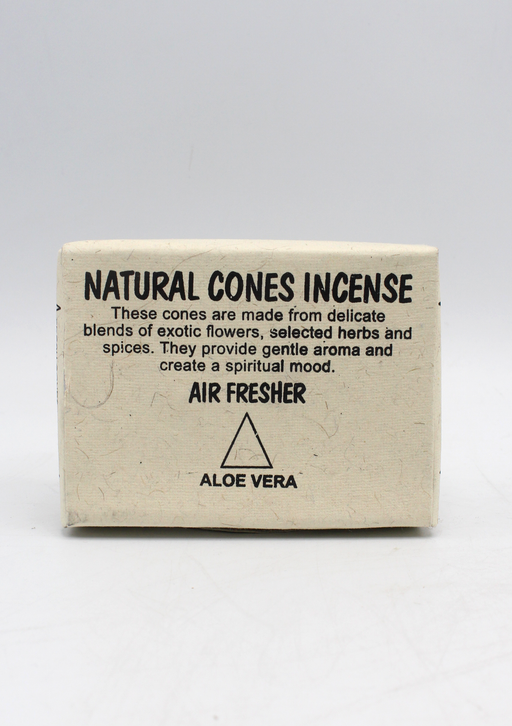 NATURAL CONES INCENSE
These cones are made from delicate
blends of exotic flowers, selected herbs and
spices. They provide gentle aroma and
create a spiritual mood.
AIR FRESHER
ALOE VERA